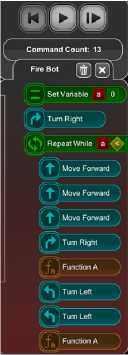 Command Count: 13
Fire Bot
Set Variable a 0
Turn Right
Repeat While a <
Move Forward
Move Forward
Move Forward
Turn Right
Function A
Turn Left
Turn Left
Function A